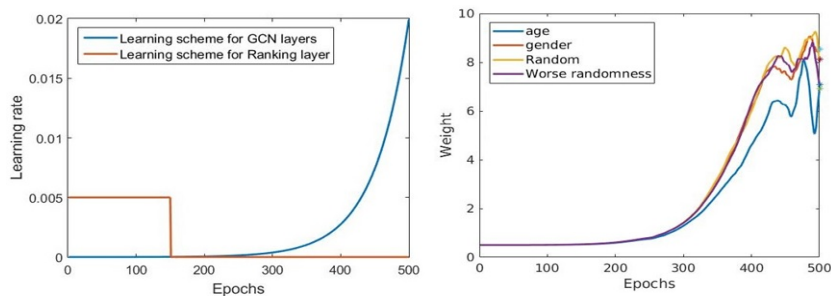 0.02
0.015
0.01
0.005
0
Learning rate
Learning scheme for GCN layers
Learning scheme for Ranking layer
0 100 200 300 400 500
Epochs
10
8
6
4
2
0
Weight
age
gender
Random
Worse randomness
0 100 200 300 400 500
Epochs